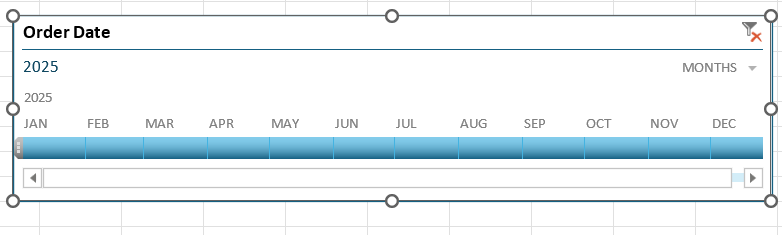 Order Date
2025 MONTHS
2025
JAN FEB MAR APR MAY JUN JUL AUG SEP OCT NOV DEC